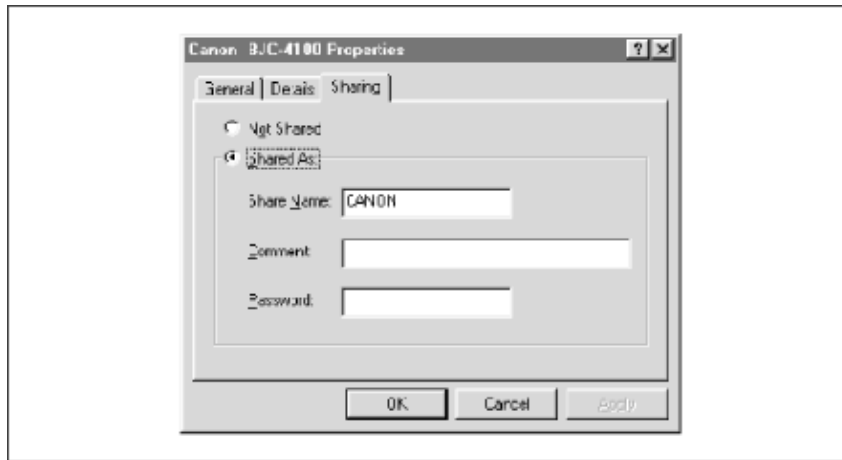 Canon BJC-4100 Properties
? X
General Details Sharing
Not Shared
Shared As:
Share Name: CANON
Comment:
Password:
OK Cancel Apply